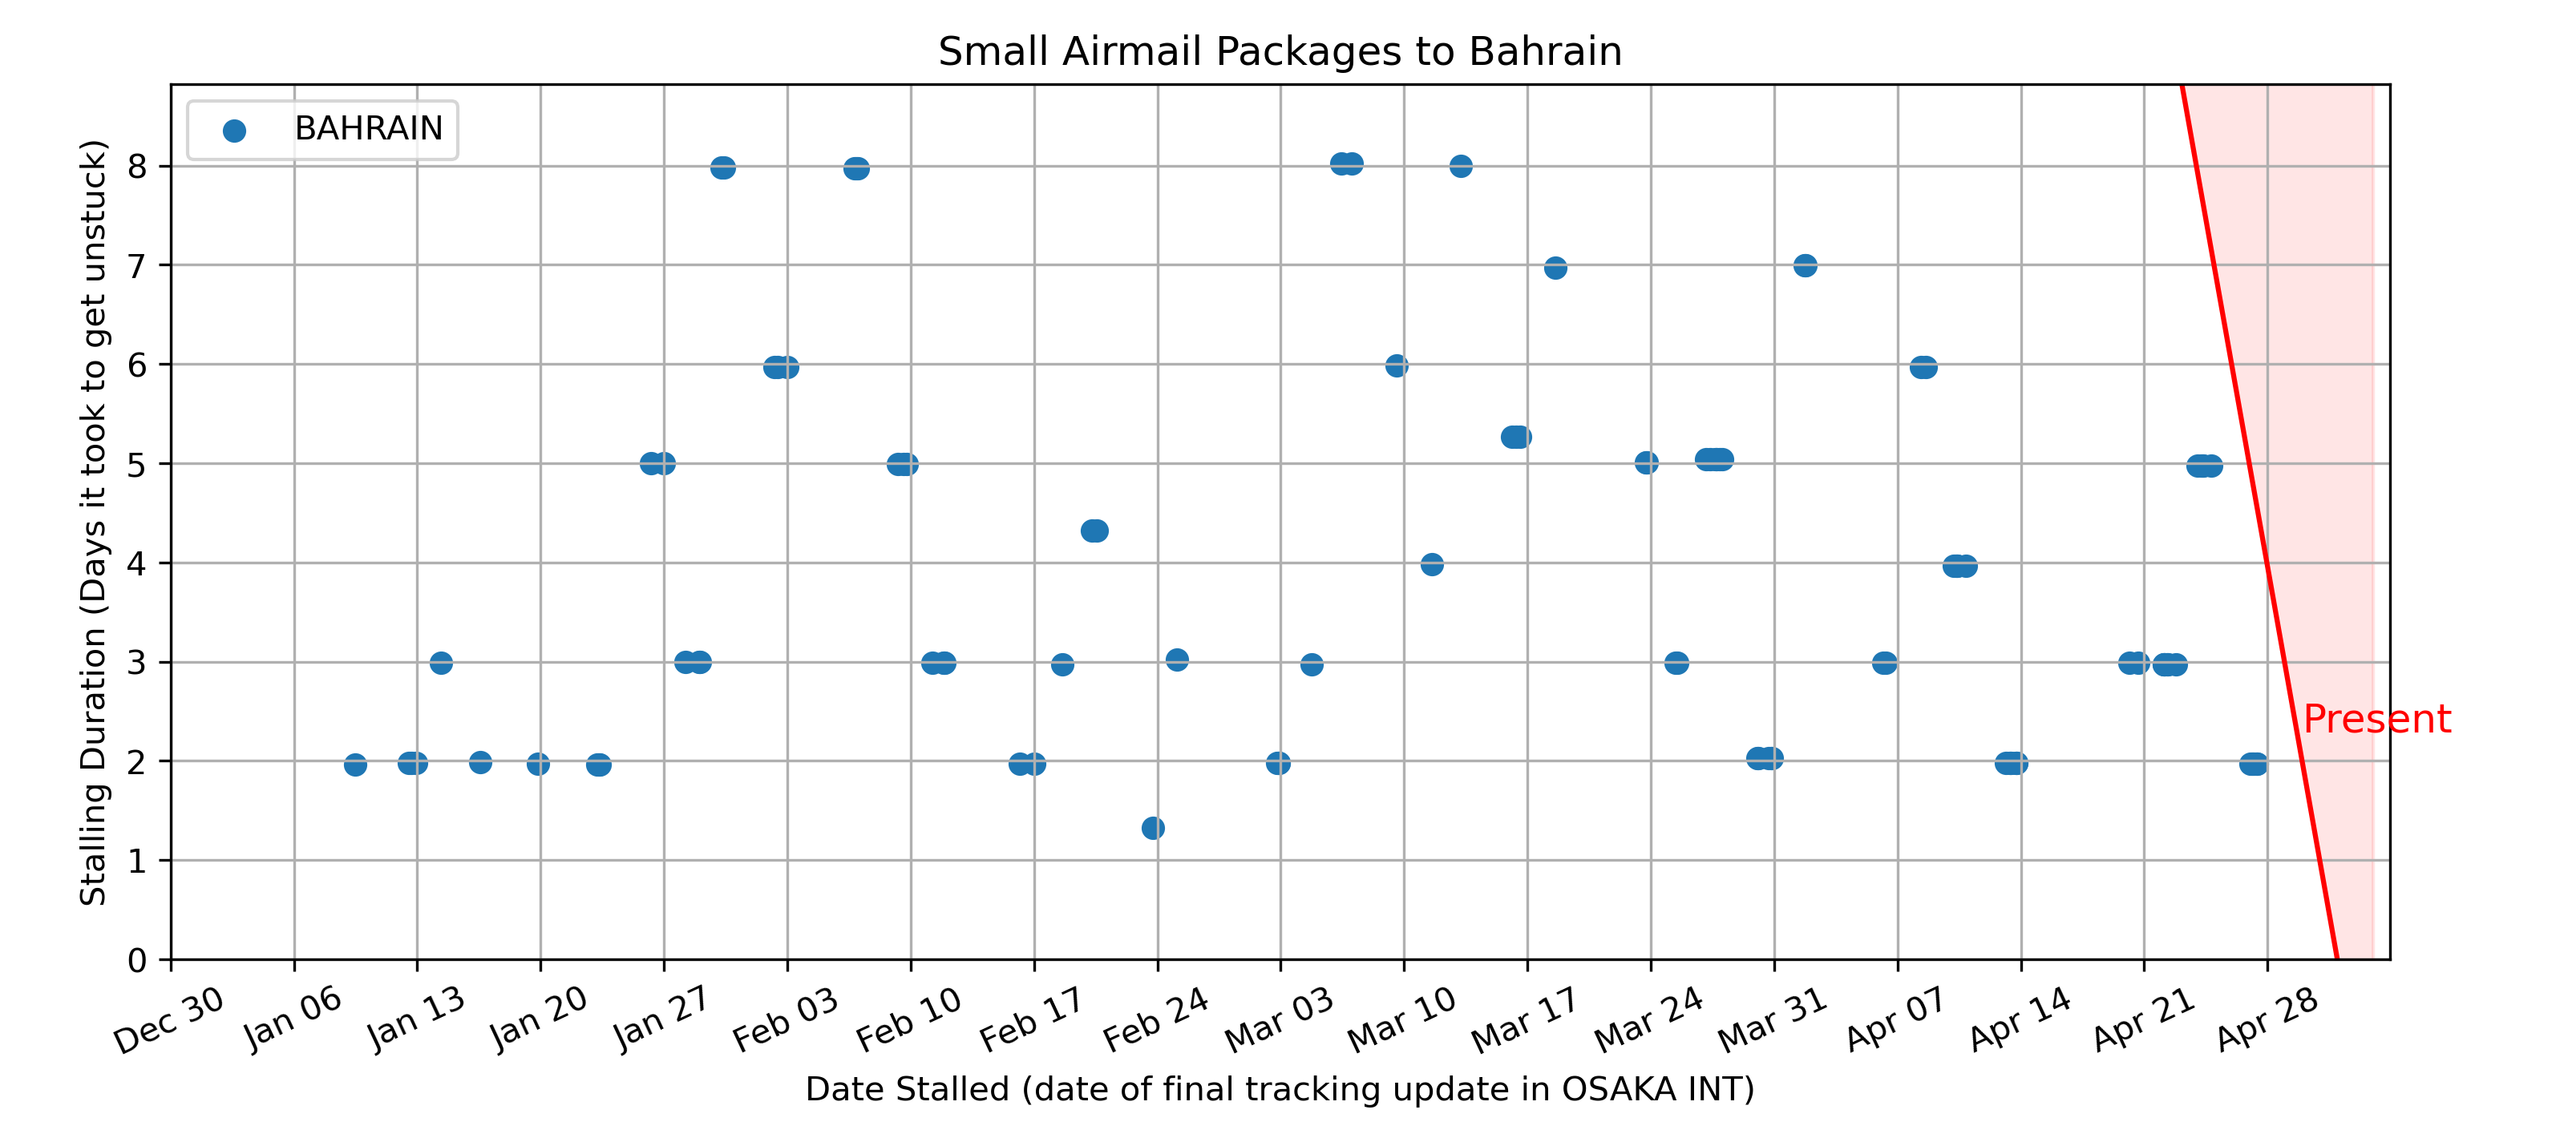 Small Airmail Packages to Bahrain
BAHRAIN
Stalling Duration (Days it took to get unstuck)
8
7
6
5
4
3
2
1
0
Present
Dec 30
Jan 06
Jan 13
Jan 20
Jan 27
Feb 03
Feb 10
Feb 17
Feb 24
Mar 03
Mar 10
Mar 17
Mar 24
Mar 31
Apr 07
Apr 14
Apr 21
Apr 28
Date Stalled (date of final tracking update in OSAKA INT)